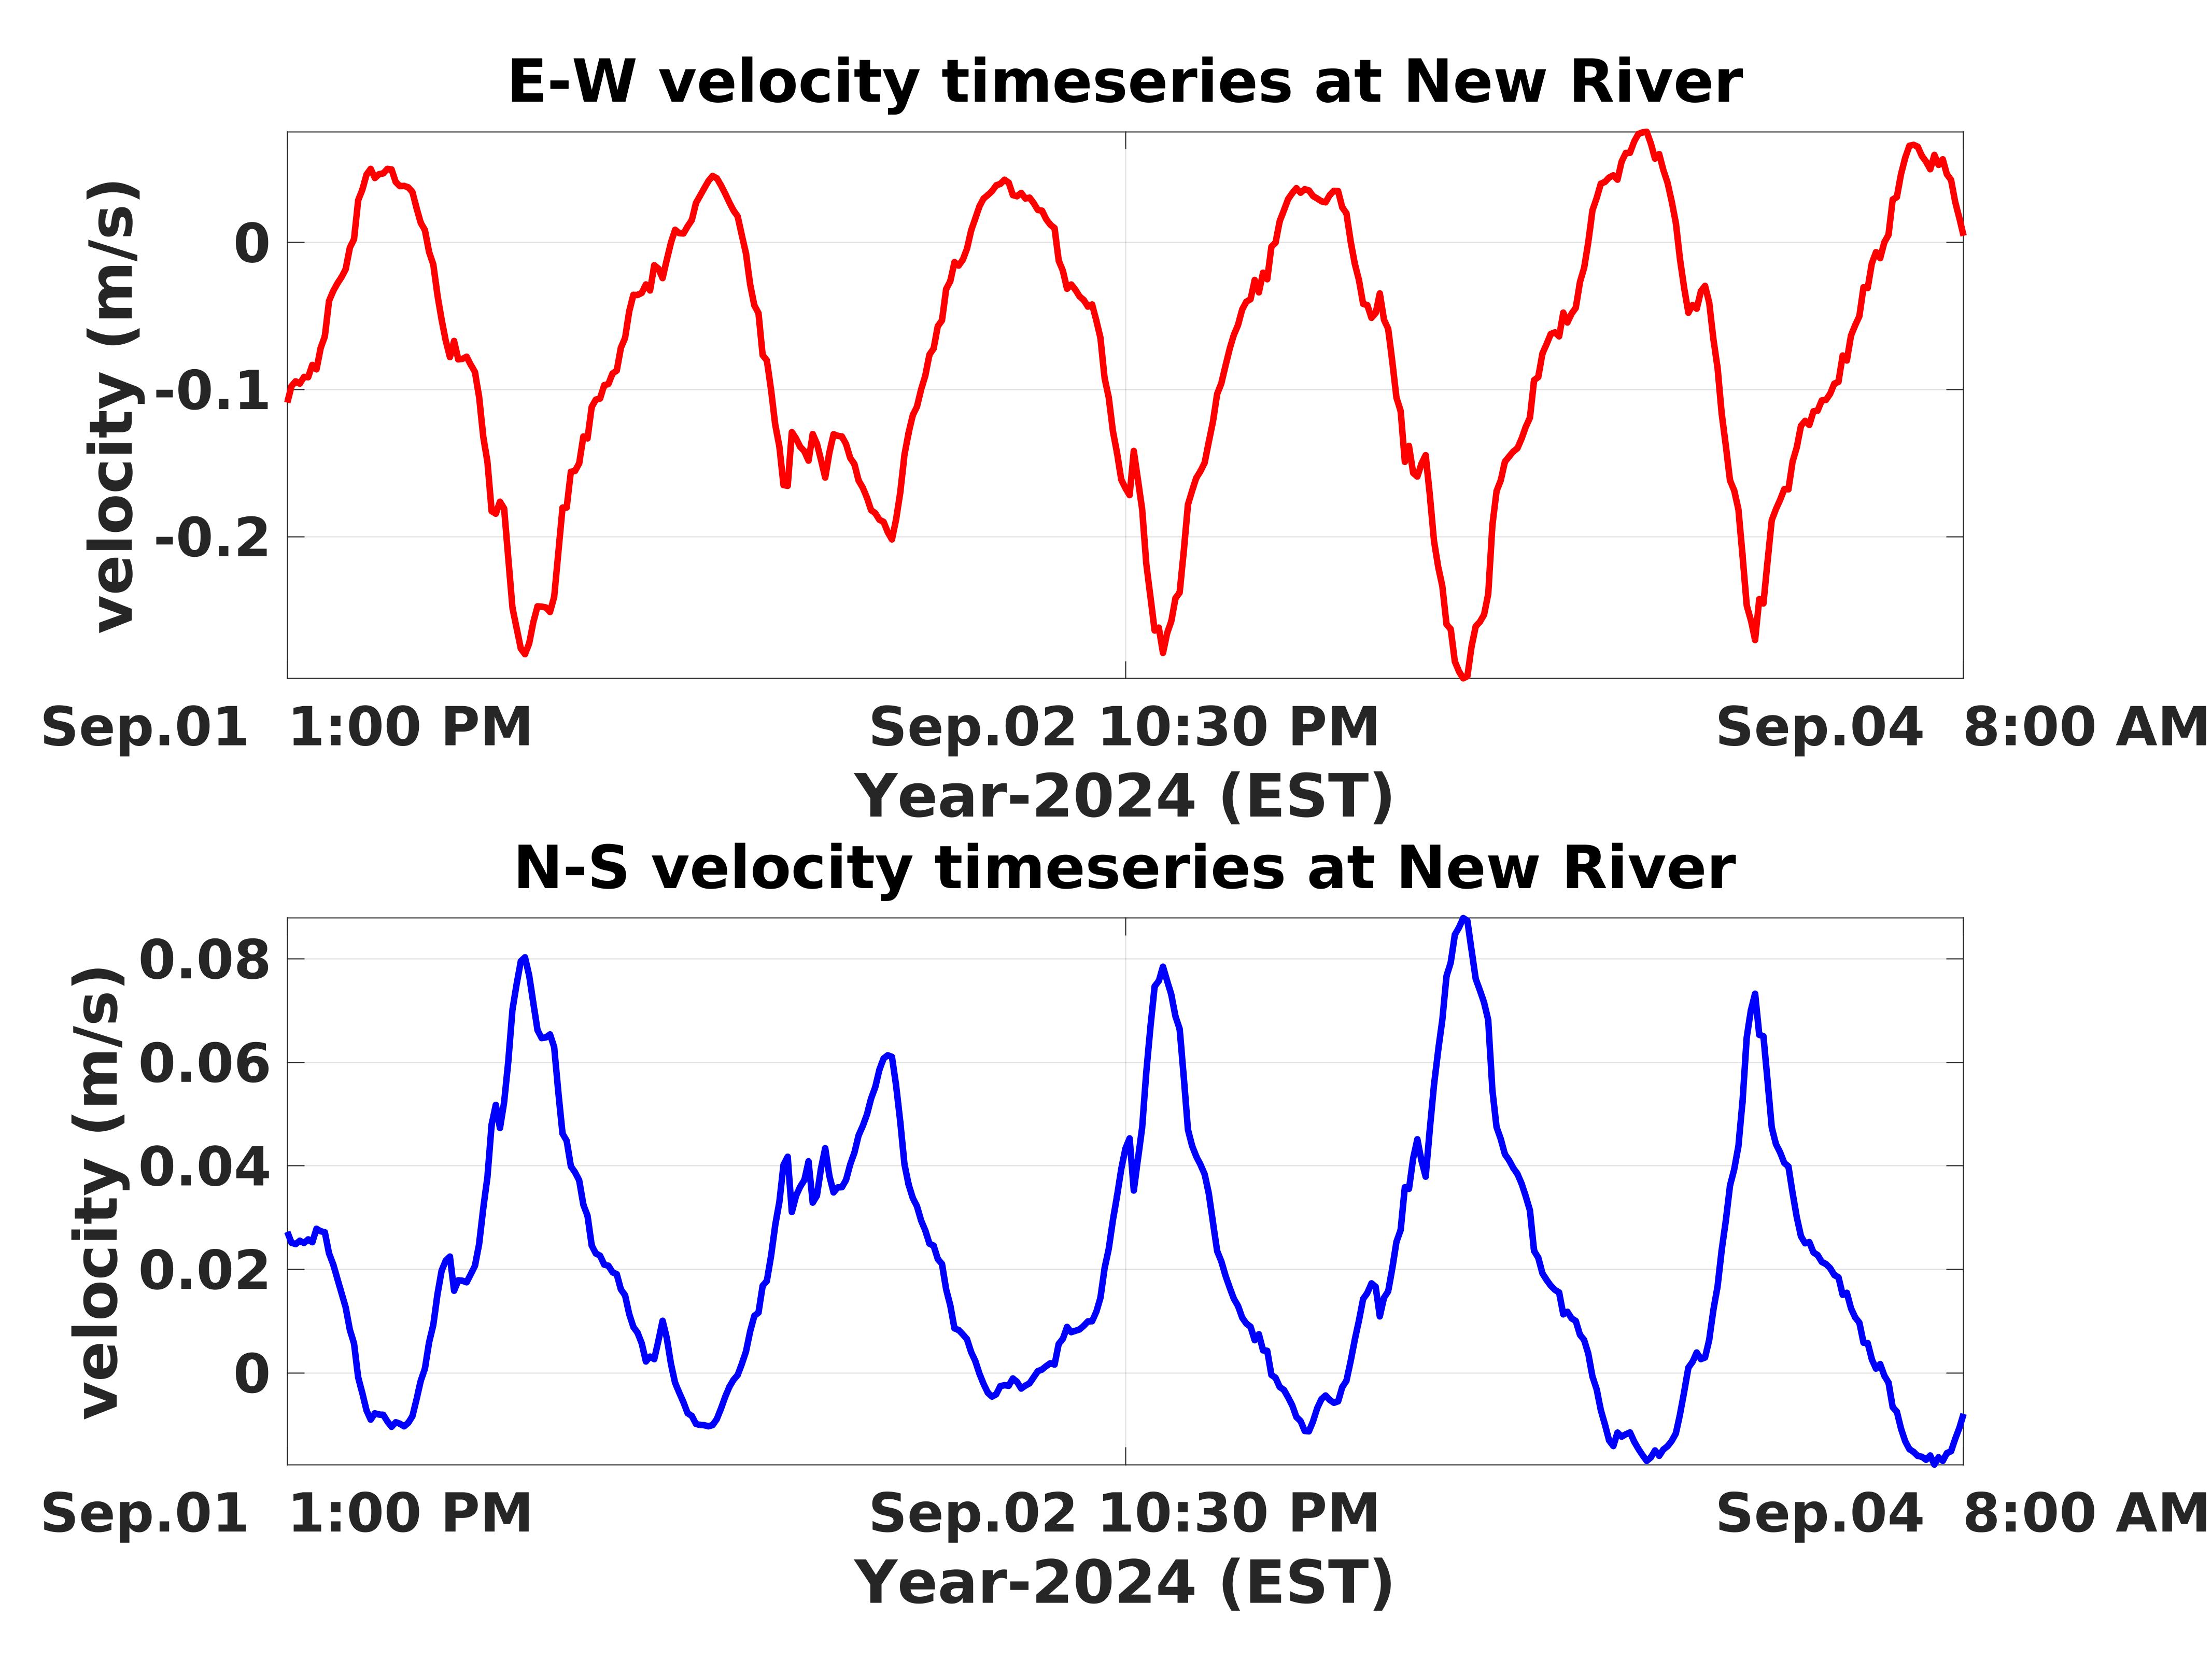 E-W velocity timeseries at New River
velocity (m/s)
0
-0.1
-0.2
Sep.01 1:00 PM
Sep.02 10:30 PM
Sep.04 8:00 AM
Year-2024 (EST)
N-S velocity timeseries at New River
velocity (m/s)
0.08
0.06
0.04
0.02
0
Sep.01 1:00 PM
Sep.02 10:30 PM
Sep.04 8:00 AM
Year-2024 (EST)